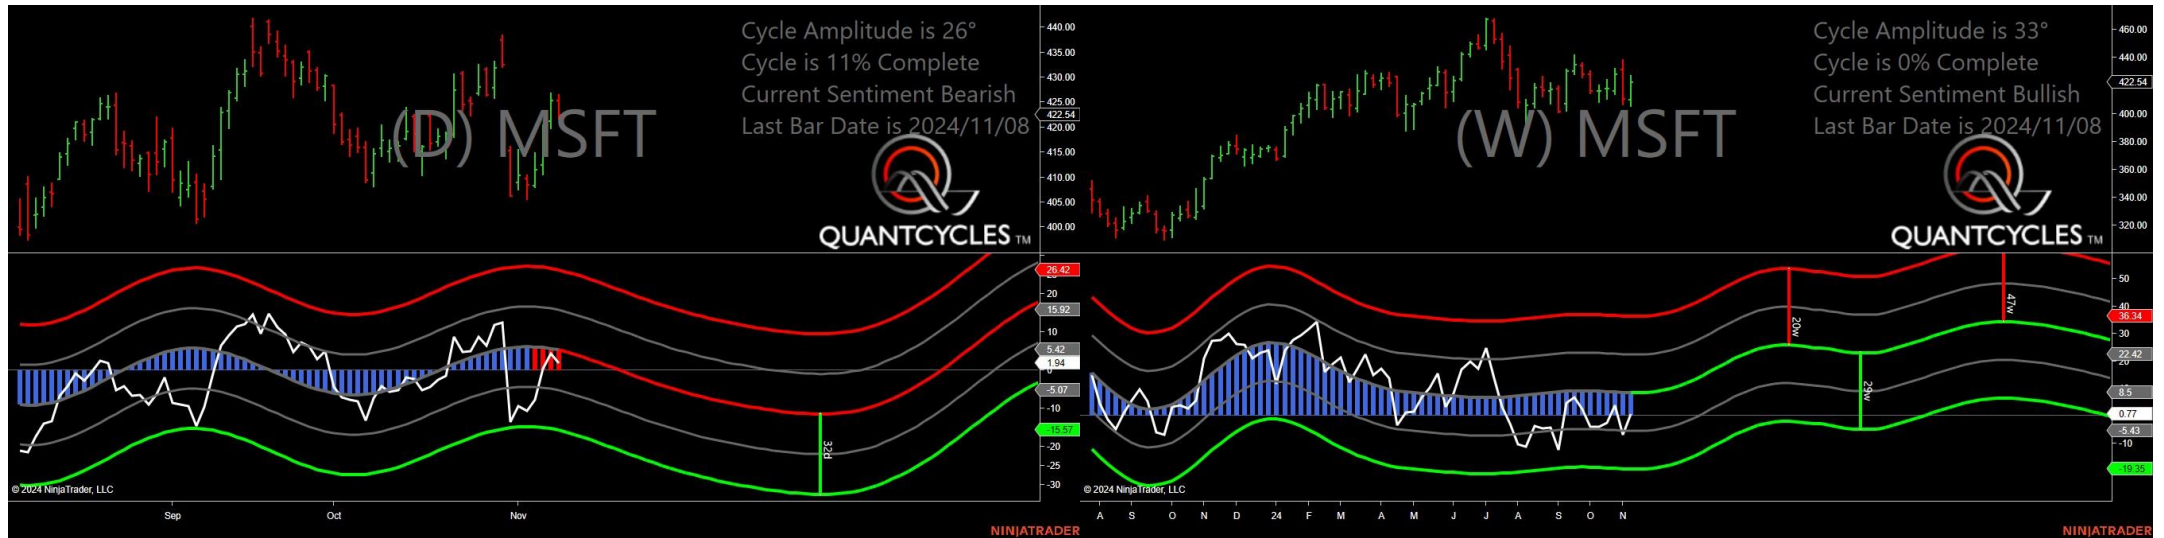 Cycle Amplitude is 26°
Cycle is 11% Complete
Current Sentiment Bearish
Last Bar Date is 2024/11/08
(D) MSFT
QUANTCYCLES TM
440.00
435.00
430.00
425.00
422.54
420.00
415.00
410.00
405.00
400.00
26.42
20
15.92
10
5.42
1.94
0
-5.07
-10
-15.57
-20
-25
-30
32d
© 2024 NinjaTrader, LLC
Sep
Oct
Nov
NINJATRADER
Cycle Amplitude is 33°
Cycle is 0% Complete
Current Sentiment Bullish
Last Bar Date is 2024/11/08
(W) MSFT
QUANTCYCLES TM
460.00
440.00
422.54
400.00
380.00
360.00
340.00
320.00
50
40
36.34
30
22.42
8.5
0.77
-5.43
-10
-19.35
20w
29w
47w
© 2024 NinjaTrader, LLC
A S O N D 24 F M A M J J A S O N
NINJATRADER